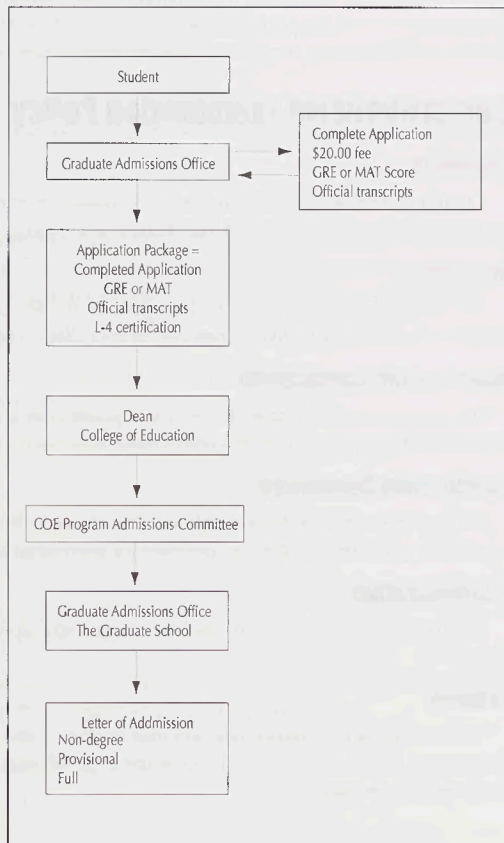 Student
Graduate Admissions Office
Complete Application
$20.00 fee
GRE or MAT Score
Official transcripts
Application Package =
Completed Application
GRE or MAT
Official transcripts
L-4 certification
Dean
College of Education
COE Program Admissions Committee
Graduate Admissions Office
The Graduate School
Letter of Addmission
Non-degree
Provisional
Full